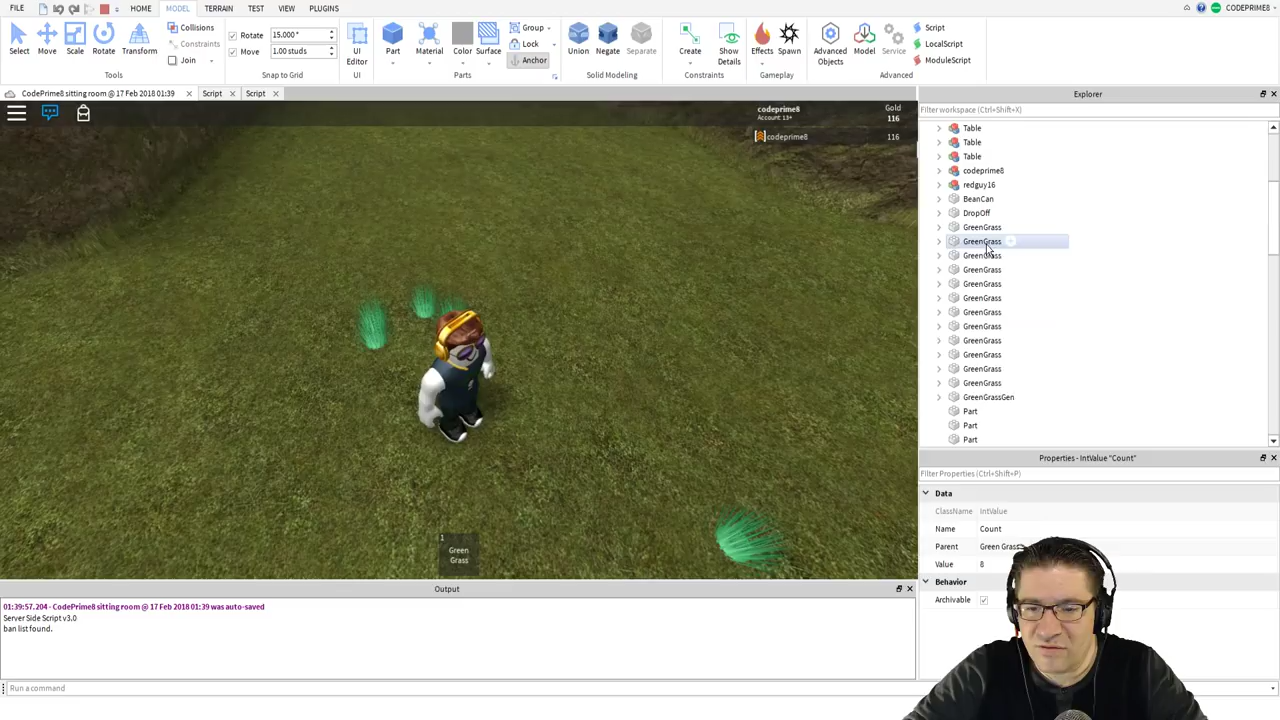 FILE HOME MODEL TERRAIN TEST VIEW PLUGINS CODEPRIME8
Select Move Scale Rotate Transform
Collisions
Constraints
Join
Tools
Rotate 15.000°
Move 1.00 studs
Snap to Grid
UI Editor
UI
Part Material Color Surface
Group
Lock
Anchor
Parts
Union Negate Separate
Solid Modeling
Create Show Details
Constraints
Effects Spawn
Gameplay
Advanced Objects Model Service
Script
LocalScript
ModuleScript
Advanced
CodePrime8 sitting room @ 17 Feb 2018 01:39 × Script × Script ×
codeprime8
Account: 13+
Gold
116
codeprime8 116
1
Green
Grass
Explorer
Filter workspace (Ctrl+Shift+X)
Table
Table
Table
codeprime8
redguy16
BeanCan
DropOff
GreenGrass
GreenGrass
GreenGrass
GreenGrass
GreenGrass
GreenGrass
GreenGrass
GreenGrass
GreenGrass
GreenGrass
GreenGrass
GreenGrass
GreenGrassGen
Part
Part
Part
Properties - IntValue "Count"
Filter Properties (Ctrl+Shift+P)
Data
ClassName IntValue
Name Count
Parent Green Grass
Value 8
Behavior
Archivable
Output
01:39:57.204 - CodePrime8 sitting room @ 17 Feb 2018 01:39 was auto-saved
Server Side Script v3.0
ban list found.
Run a command